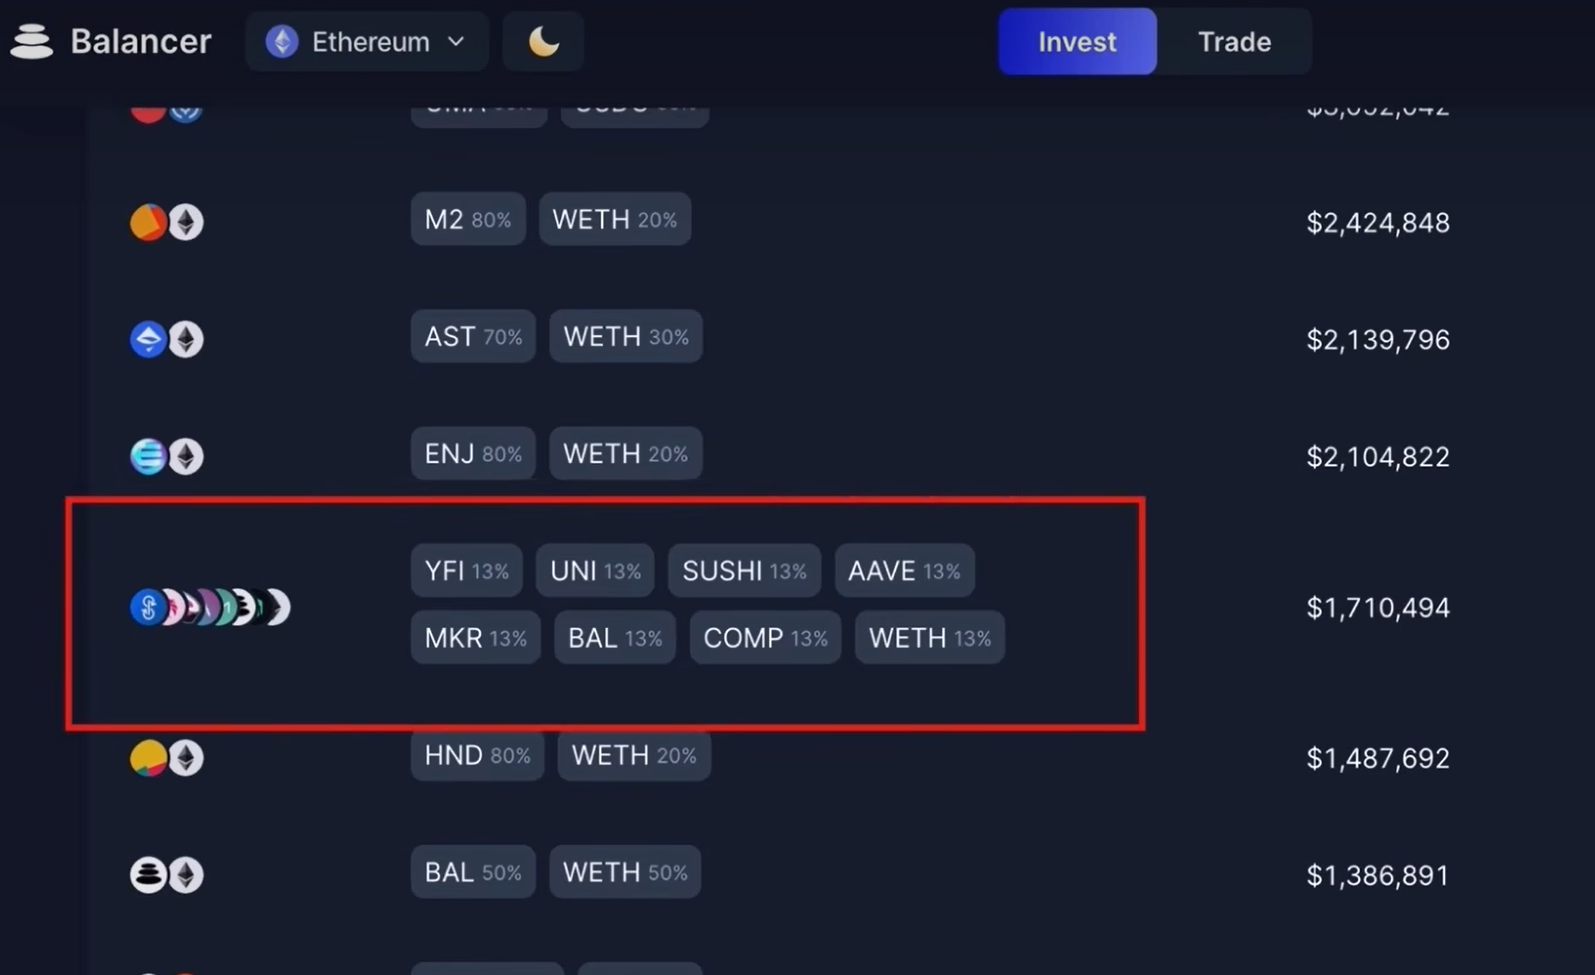 Balancer Ethereum Invest Trade
M2 80% WETH 20% $2,424,848
AST 70% WETH 30% $2,139,796
ENJ 80% WETH 20% $2,104,822
YFI 13% UNI 13% SUSHI 13% AAVE 13%
MKR 13% BAL 13% COMP 13% WETH 13% $1,710,494
HND 80% WETH 20% $1,487,692
BAL 50% WETH 50% $1,386,891